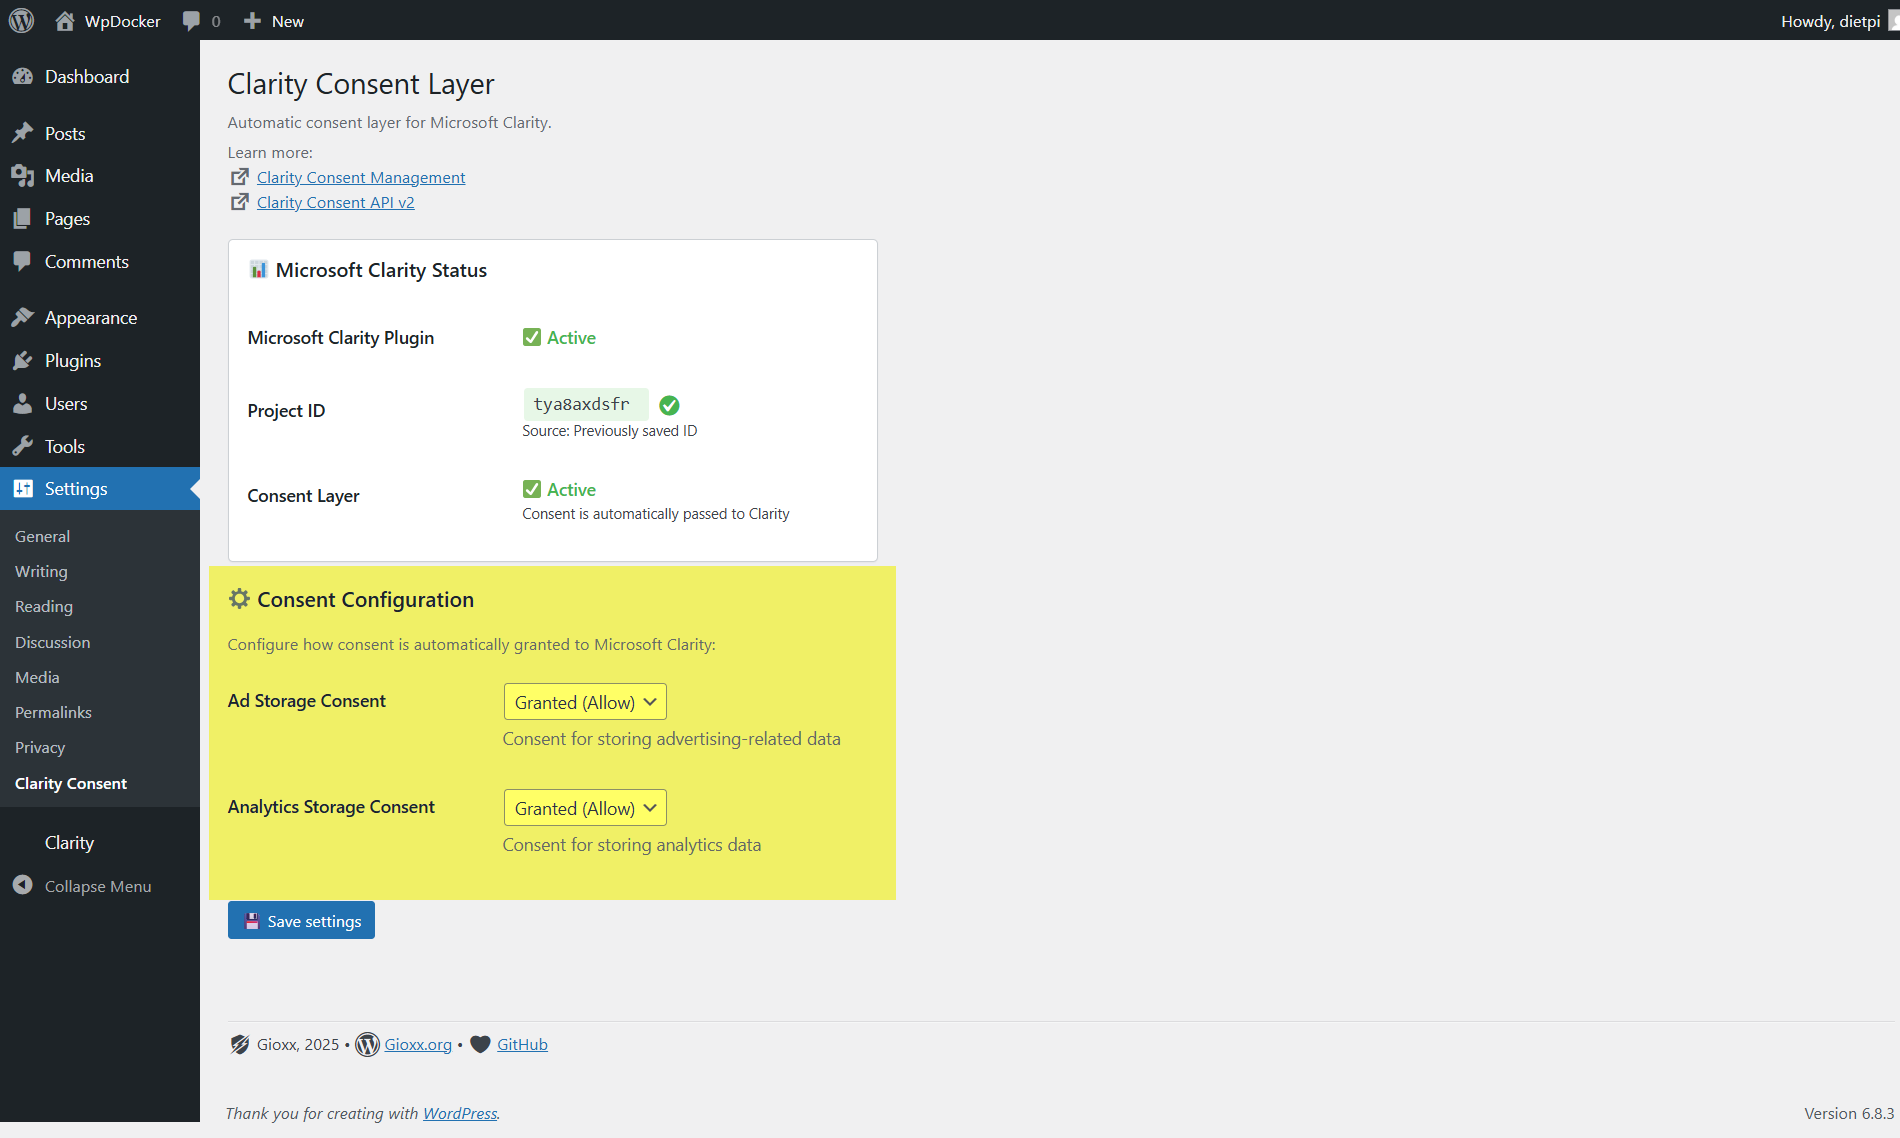 WpDocker 0 New Howdy, dietpi
Dashboard
Posts
Media
Pages
Comments
Appearance
Plugins
Users
Tools
Settings
General
Writing
Reading
Discussion
Media
Permalinks
Privacy
Clarity Consent
Clarity
Collapse Menu
Clarity Consent Layer
Automatic consent layer for Microsoft Clarity.
Learn more:
Clarity Consent Management
Clarity Consent API v2
Microsoft Clarity Status
Microsoft Clarity Plugin Active
Project ID tya8axdsfr
Source: Previously saved ID
Consent Layer Active
Consent is automatically passed to Clarity
Consent Configuration
Configure how consent is automatically granted to Microsoft Clarity:
Ad Storage Consent Granted (Allow)
Consent for storing advertising-related data
Analytics Storage Consent Granted (Allow)
Consent for storing analytics data
Save settings
Gioxx, 2025 • Gioxx.org • GitHub
Thank you for creating with WordPress. Version 6.8.3